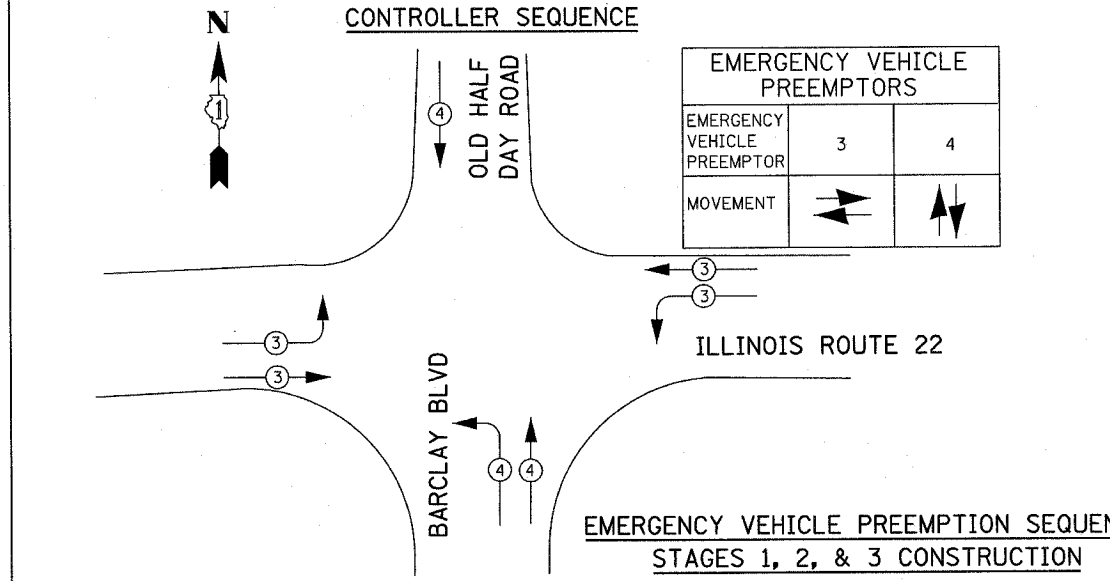 CONTROLLER SEQUENCE
N
1
4
OLD HALF
DAY ROAD
EMERGENCY VEHICLE
PREEMPTORS
EMERGENCY
VEHICLE
PREEMPTOR
3
4
MOVEMENT
3
3
ILLINOIS ROUTE 22
3
3
BARCLAY BLVD
4
4
EMERGENCY VEHICLE PREEMPTION SEQUEN
STAGES 1, 2, & 3 CONSTRUCTION